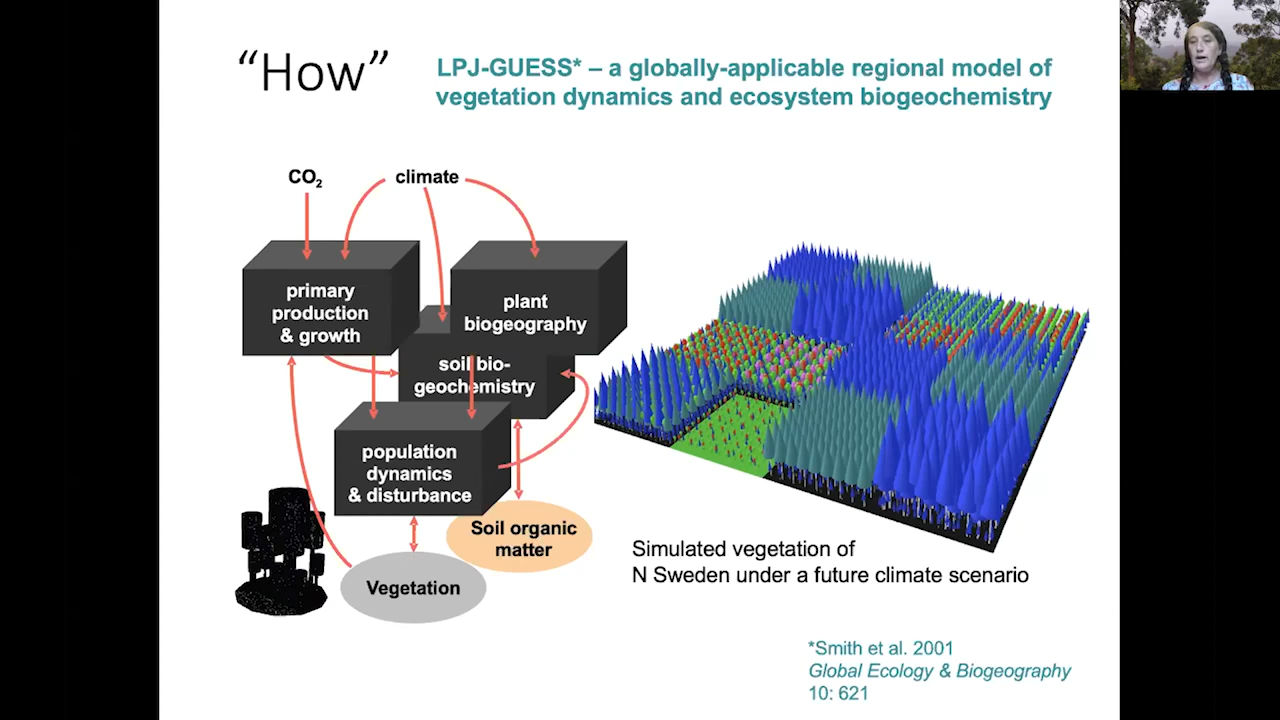 “How”
LPJ-GUESS* – a globally-applicable regional model of
vegetation dynamics and ecosystem biogeochemistry
CO₂
climate
primary
production
& growth
plant
biogeography
soil bio-
geochemistry
population
dynamics
& disturbance
Soil organic
matter
Vegetation
Simulated vegetation of
N Sweden under a future climate scenario
*Smith et al. 2001
Global Ecology & Biogeography
10: 621